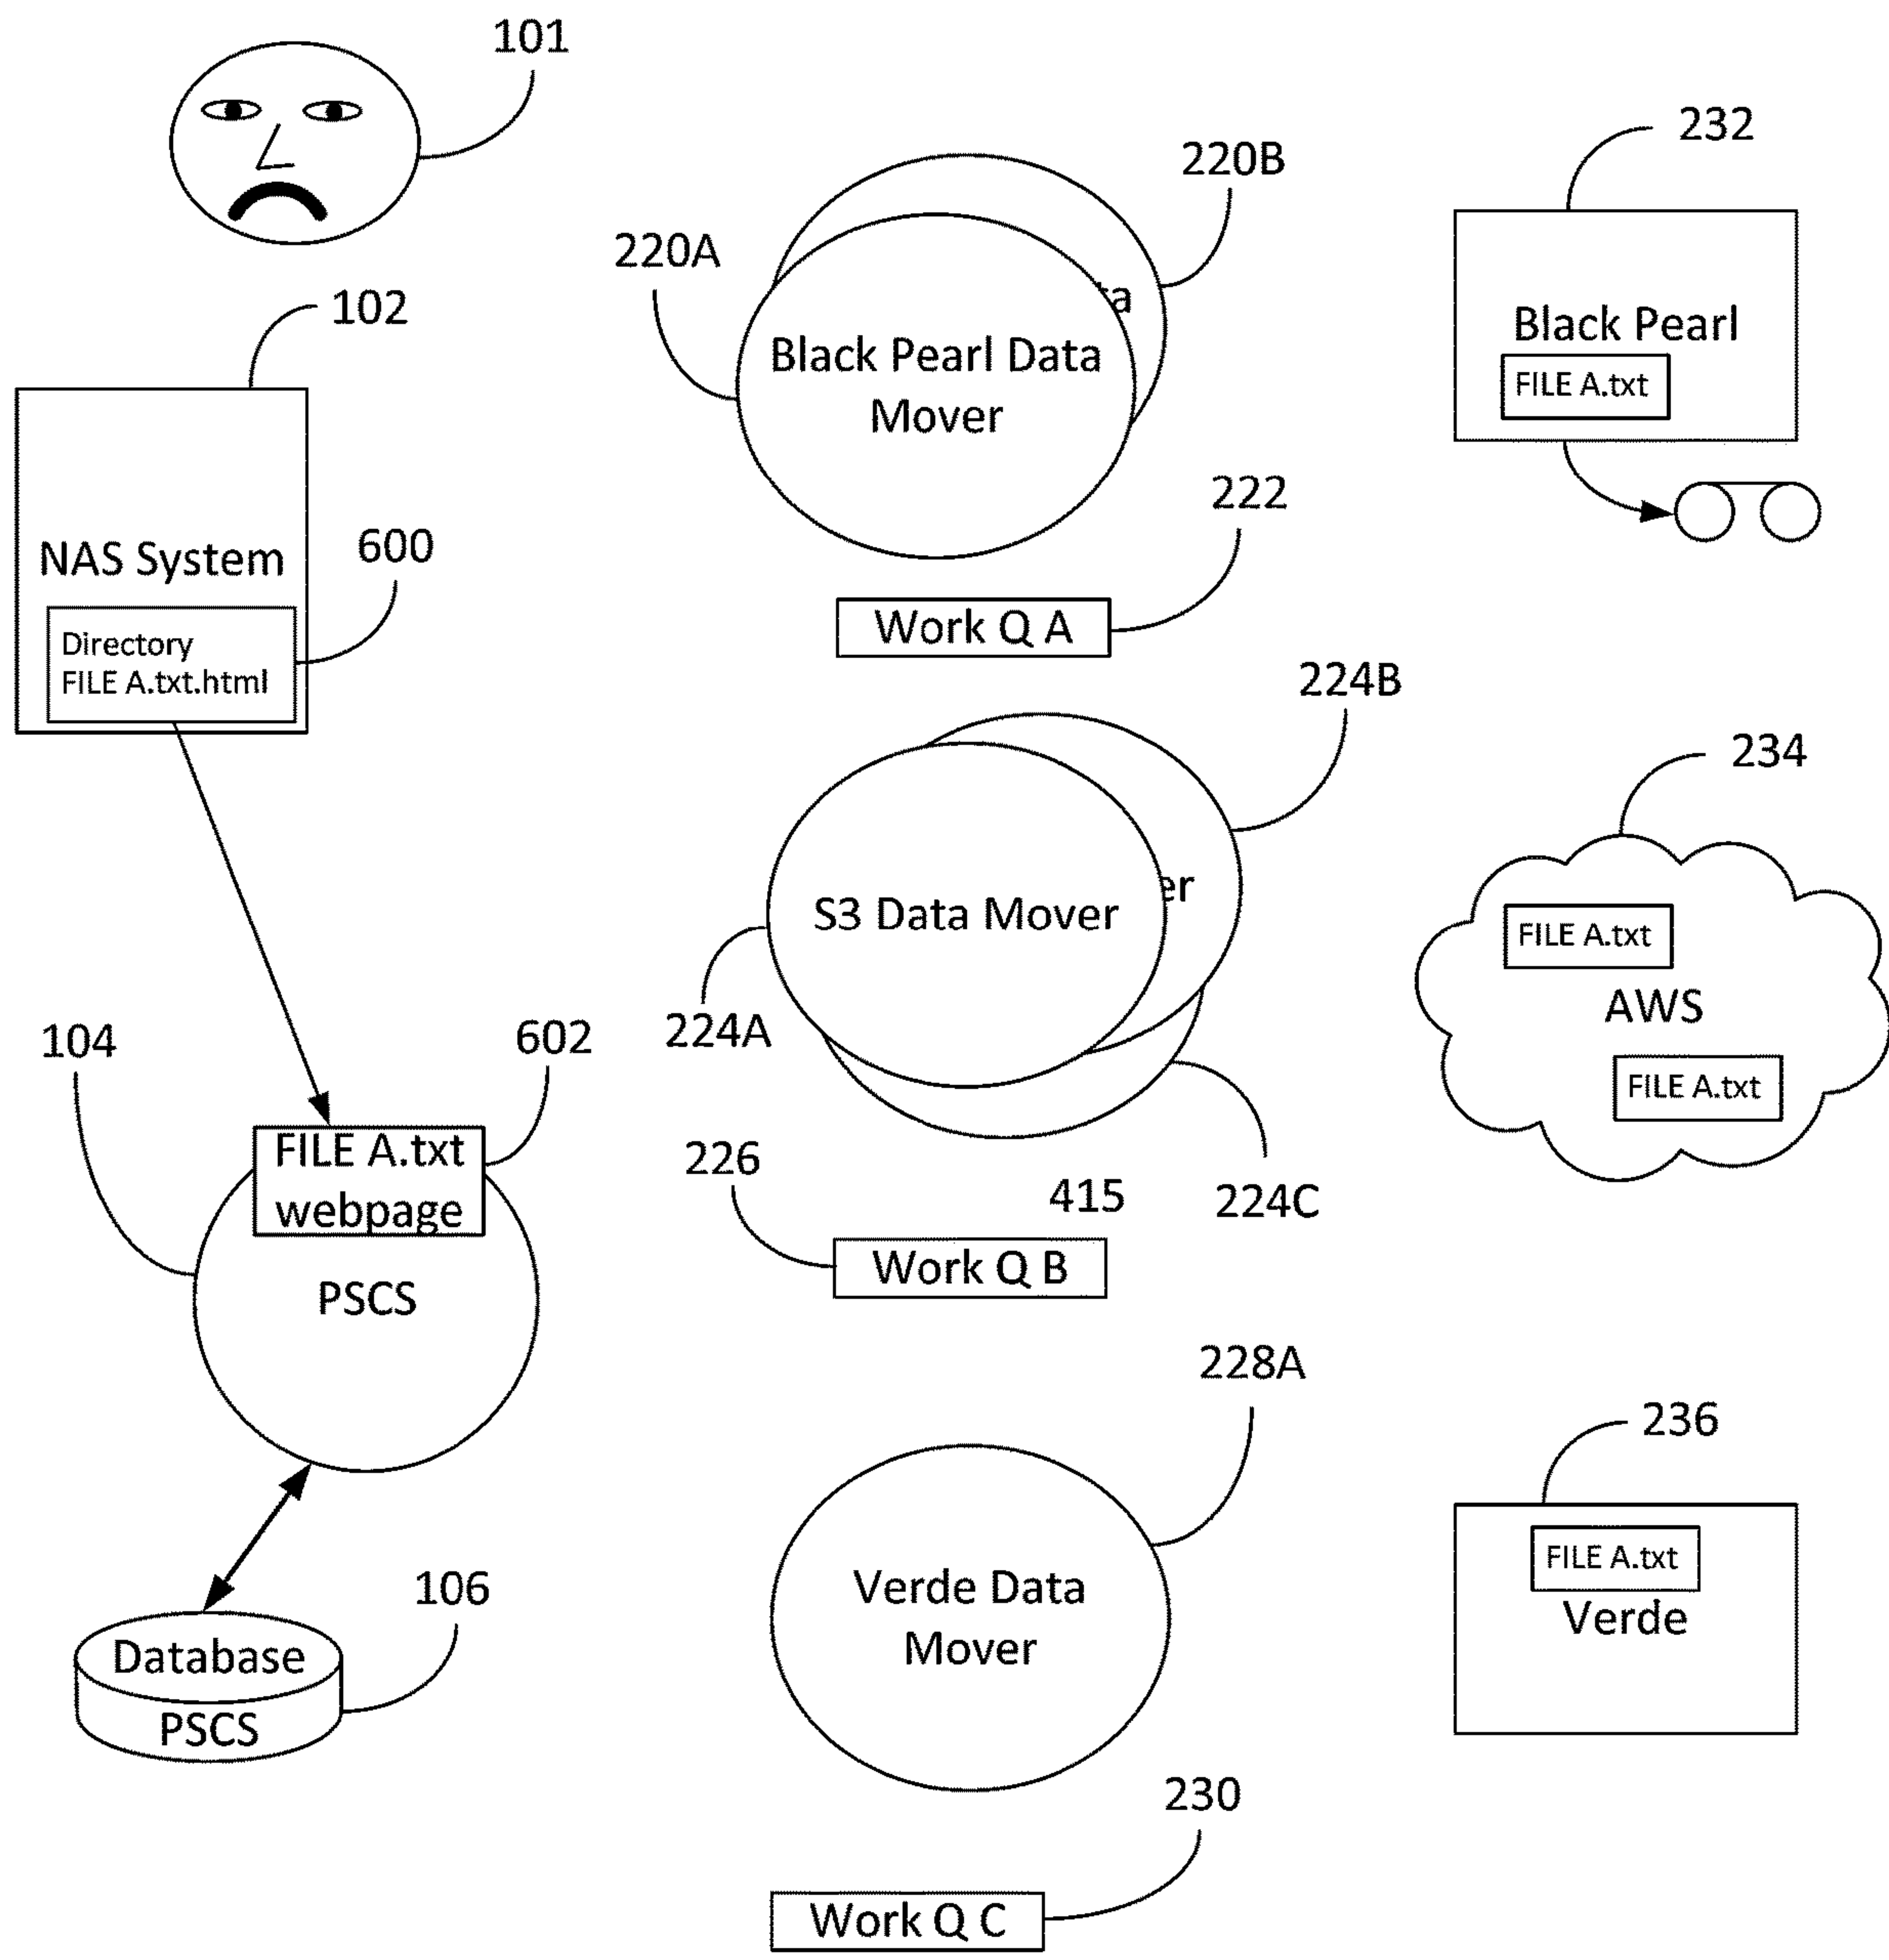 101
102
NAS System
600
Directory
FILE A.txt.html
104
602
FILE A.txt
webpage
PSCS
106
Database
PSCS
220B
220A
Black Pearl Data
Mover
222
Work Q A
224B
S3 Data Mover
224A
224C
226
415
Work Q B
228A
Verde Data
Mover
230
Work Q C
232
Black Pearl
FILE A.txt
234
FILE A.txt
AWS
FILE A.txt
236
FILE A.txt
Verde